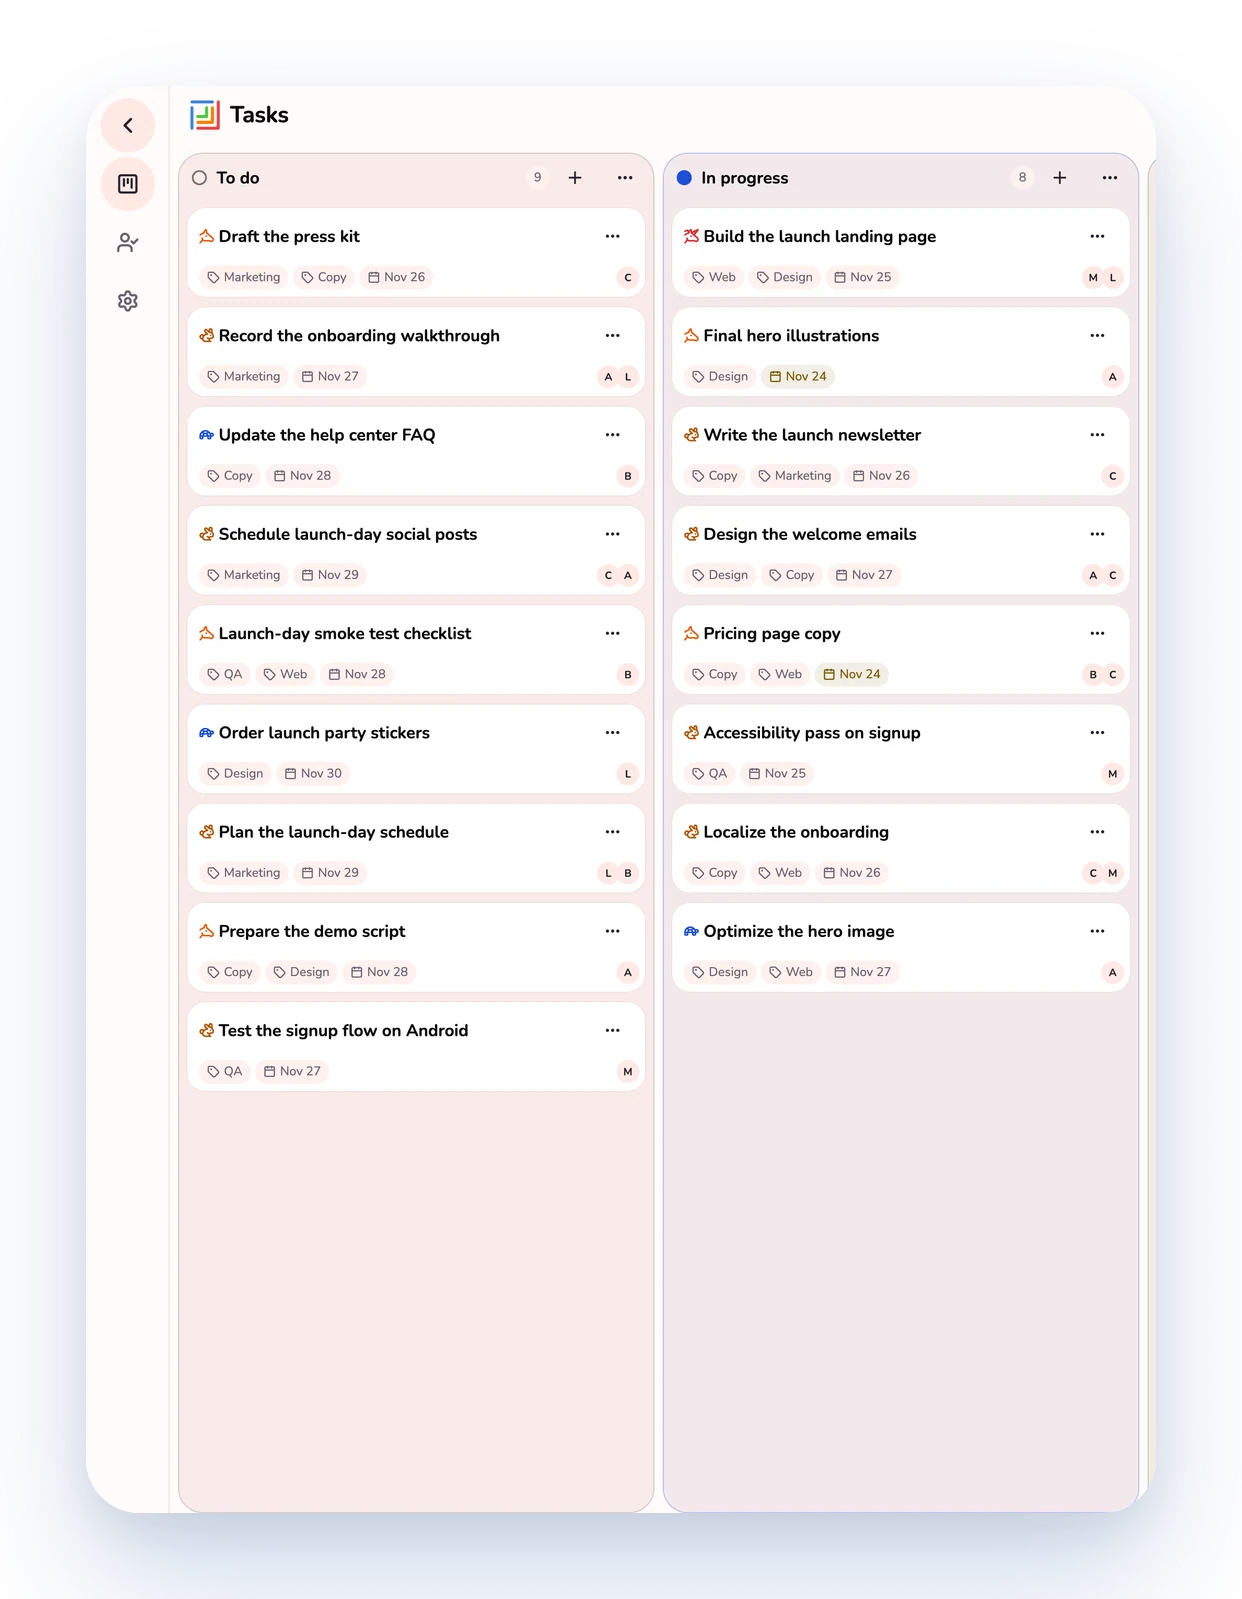 Tasks
To do 9
Draft the press kit
Marketing Copy Nov 26 C
Record the onboarding walkthrough
Marketing Nov 27 A L
Update the help center FAQ
Copy Nov 28 B
Schedule launch-day social posts
Marketing Nov 29 C A
Launch-day smoke test checklist
QA Web Nov 28 B
Order launch party stickers
Design Nov 30 L
Plan the launch-day schedule
Marketing Nov 29 L B
Prepare the demo script
Copy Design Nov 28 A
Test the signup flow on Android
QA Nov 27 M
In progress 8
Build the launch landing page
Web Design Nov 25 M L
Final hero illustrations
Design Nov 24 A
Write the launch newsletter
Copy Marketing Nov 26 C
Design the welcome emails
Design Copy Nov 27 A C
Pricing page copy
Copy Web Nov 24 B C
Accessibility pass on signup
QA Nov 25 M
Localize the onboarding
Copy Web Nov 26 C M
Optimize the hero image
Design Web Nov 27 A